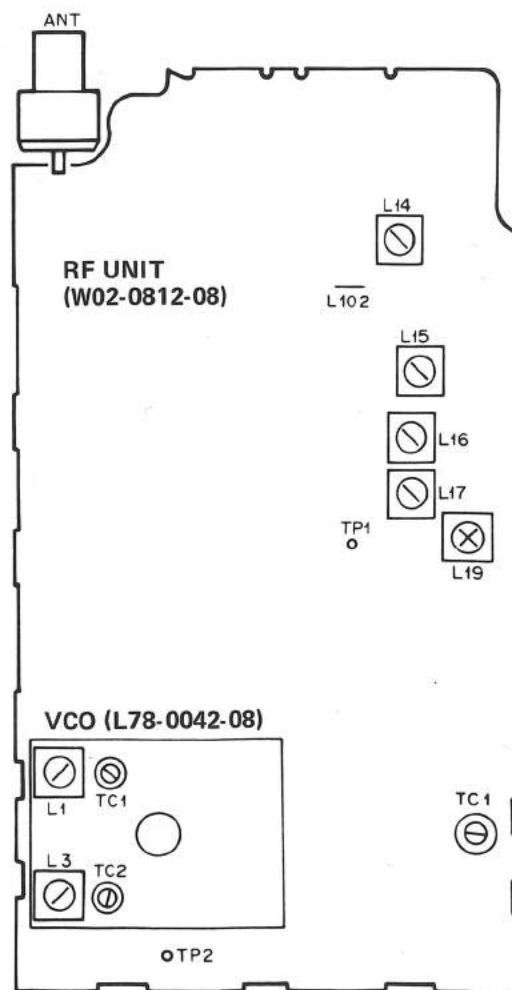 ANT
L14
RF UNIT
(W02-0812-08)
L102
L15
L16
L17
TP1
L19
VCO (L78-0042-08)
L1
TC1
TC1
L3
TC2
TP2